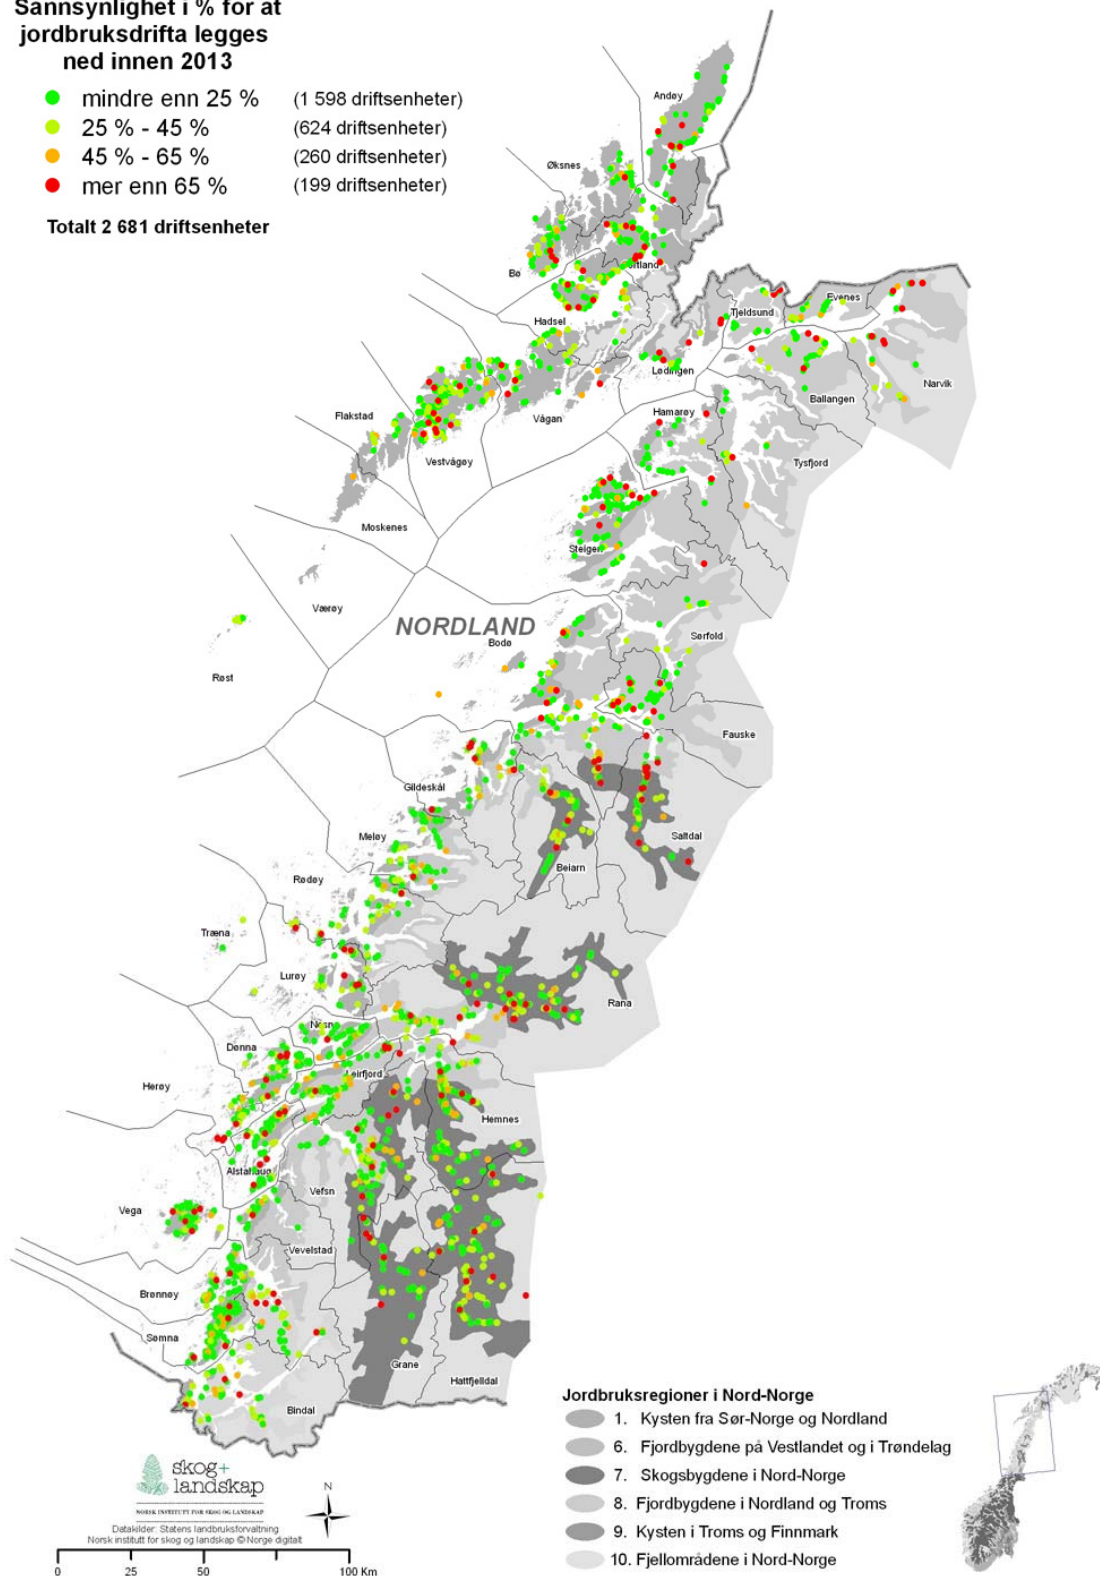 Sannsynlighet i % for at
jordbruksdrifta legges
ned innen 2013
mindre enn 25 % (1 598 driftsenheter)
25 % - 45 % (624 driftsenheter)
45 % - 65 % (260 driftsenheter)
mer enn 65 % (199 driftsenheter)
Totalt 2 681 driftsenheter
Andøy
Øksnes
Bø
Hadsel
Tjeldsund
Evenes
Lødingen
Narvik
Ballangen
Flakstad
Vågan
Hamarøy
Vestvågøy
Tysfjord
Moskenes
Steigen
Værøy
NORDLAND
Bodø
Sørfold
Røst
Fauske
Gildeskål
Meløy
Saltdal
Beiarn
Rødøy
Træna
Lurøy
Rana
Dønna
Leirfjord
Herøy
Hemnes
Alstahaug
Vefsn
Vega
Vevelstad
Brønnøy
Sømna
Grane
Hattfjelldal
Bindal
Jordbruksregioner i Nord-Norge
1. Kysten fra Sør-Norge og Nordland
6. Fjordbygdene på Vestlandet og i Trøndelag
7. Skogsbygdene i Nord-Norge
8. Fjordbygdene i Nordland og Troms
9. Kysten i Troms og Finnmark
10. Fjellområdene i Nord-Norge
skog+
landskap
NORSK INSTITUTT FOR SKOG OG LANDSKAP
N
Datakilder: Statens landbruksforvaltning
Norsk institutt for skog og landskap © Norge digitalt
0 25 50 100 Km